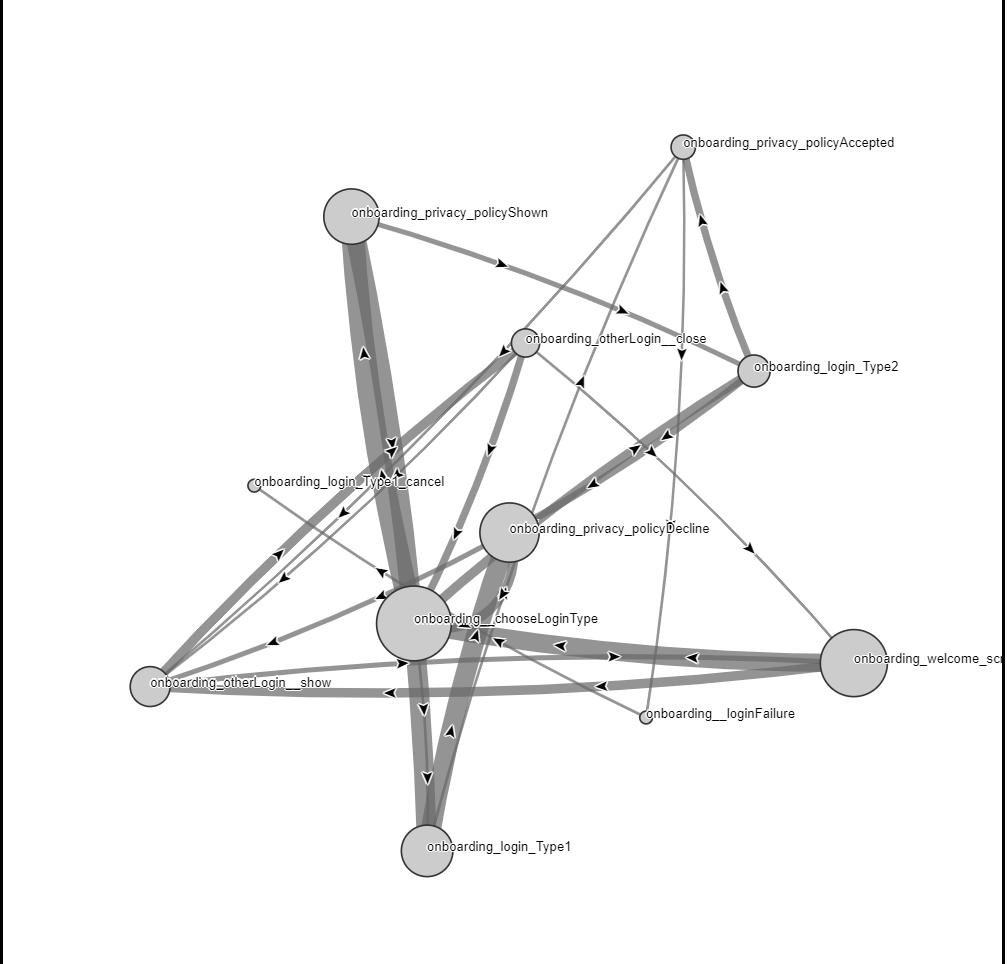 onboarding_privacy_policyAccepted
onboarding_privacy_policyShown
onboarding_otherLogin__close
onboarding_login_Type2
onboarding_login_Type1_cancel
onboarding_privacy_policyDecline
onboarding__chooseLoginType
onboarding_welcome_scr
onboarding_otherLogin__show
onboarding__loginFailure
onboarding_login_Type1